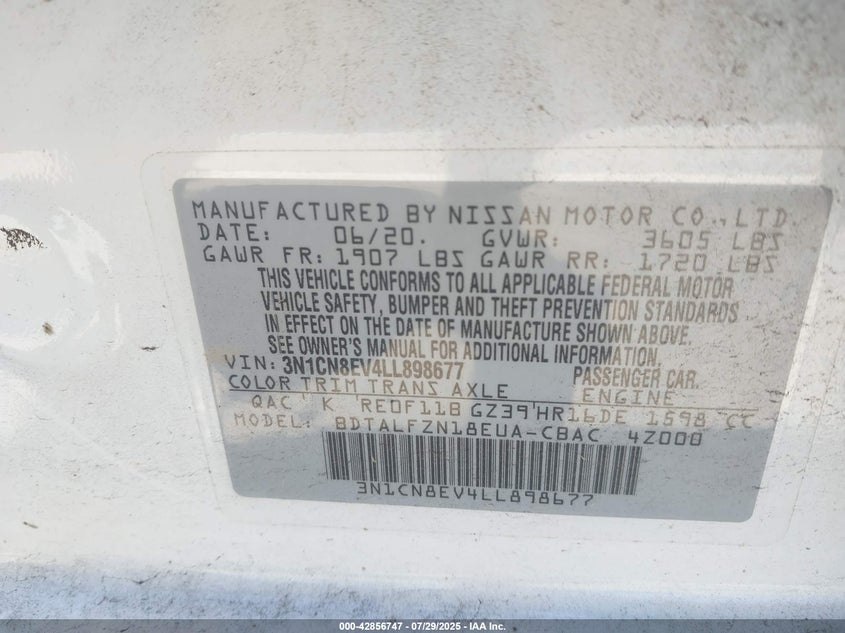 MANUFACTURED BY NISSAN MOTOR CO., LTD.
DATE: 06/20. GVWR: 3605 LBS
GAWR FR: 1907 LBS GAWR RR: 1720 LBS
THIS VEHICLE CONFORMS TO ALL APPLICABLE FEDERAL MOTOR
VEHICLE SAFETY, BUMPER AND THEFT PREVENTION STANDARDS
IN EFFECT ON THE DATE OF MANUFACTURE SHOWN ABOVE.
SEE OWNER'S MANUAL FOR ADDITIONAL INFORMATION.
VIN: 3N1CN8EV4LL898677 PASSENGER CAR.
COLOR TRIM TRANS AXLE ENGINE
QAC K RE0F11B GZ39 HR16DE 1598 CC
MODEL: BDTALFZN18EUA-CBAC 4Z000
3N1CN8EV4LL898677
000-42856747 / 07/29/2025 - IAA Inc.